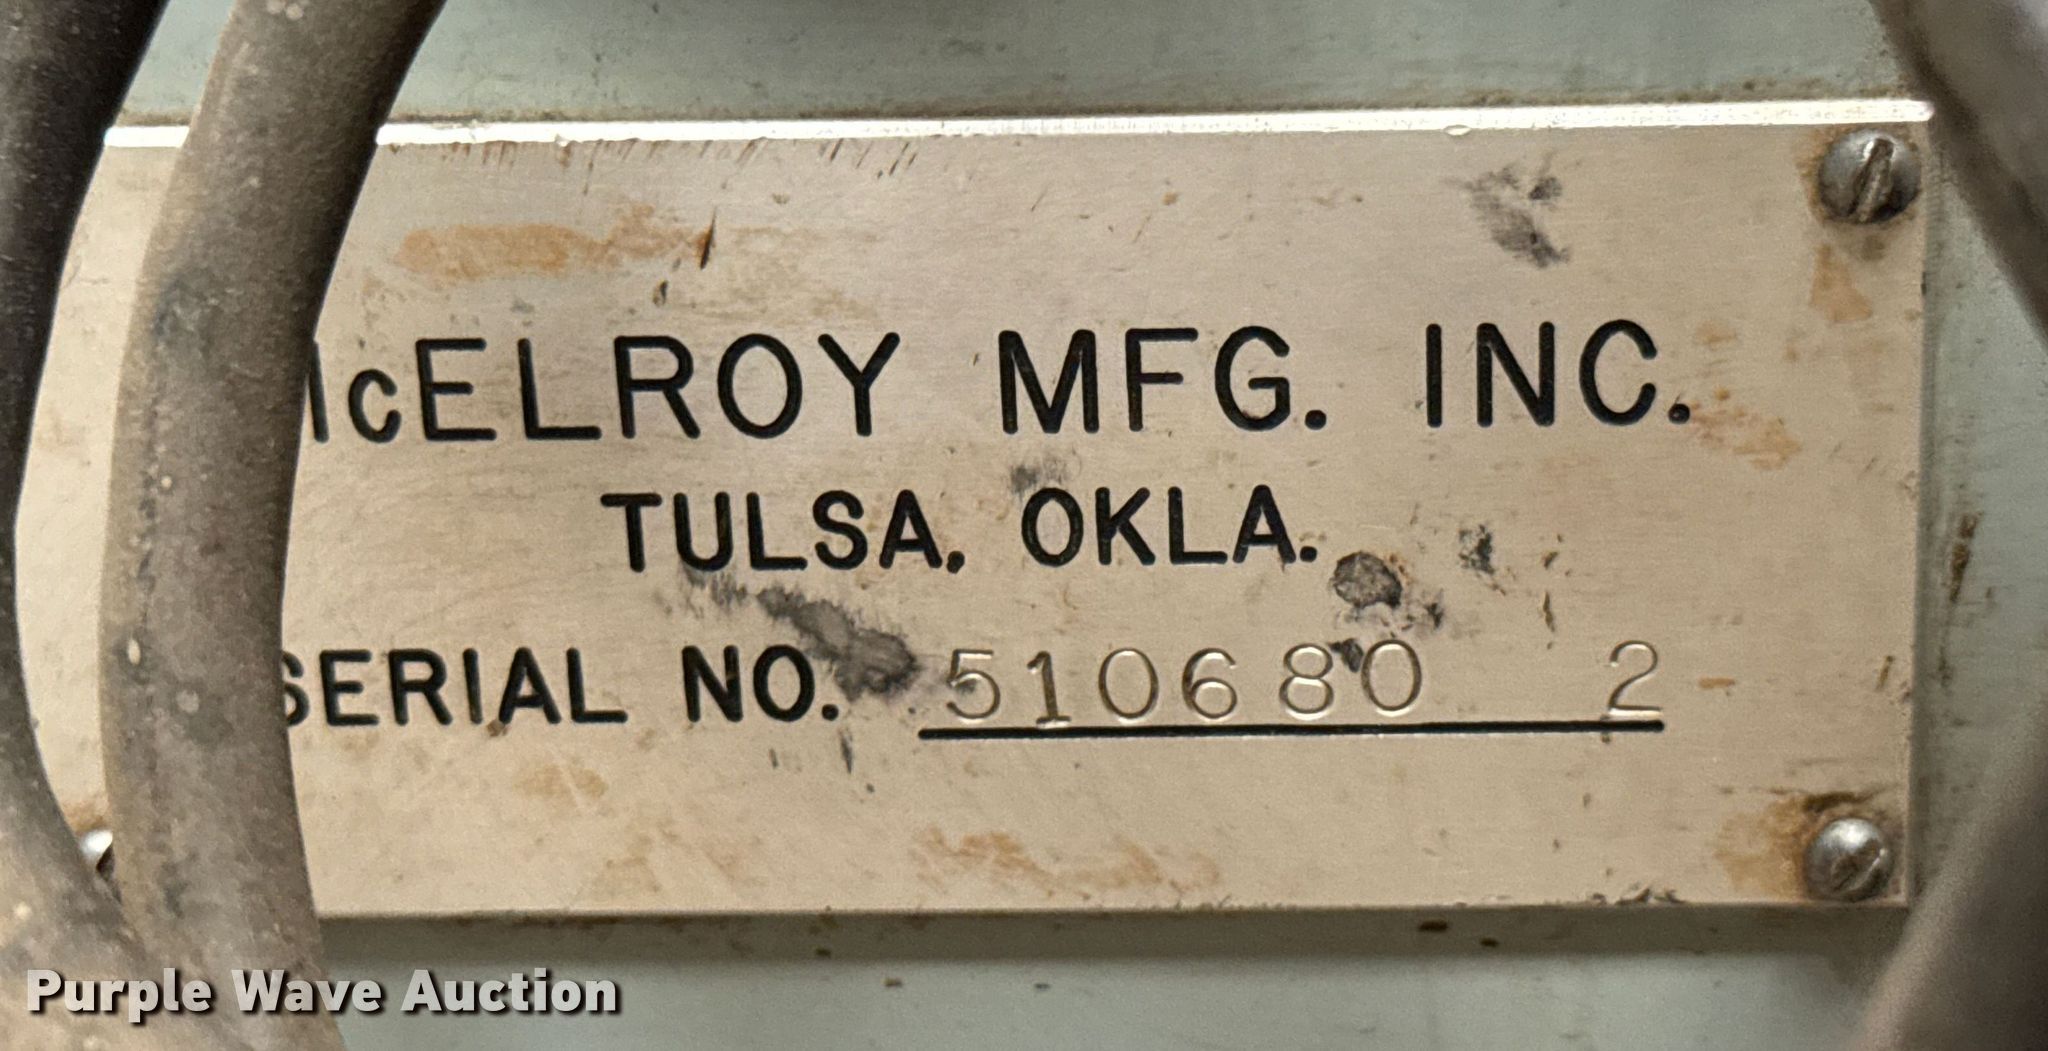 McELROY MFG. INC.
TULSA, OKLA.
SERIAL NO. 510680 2
Purple Wave Auction